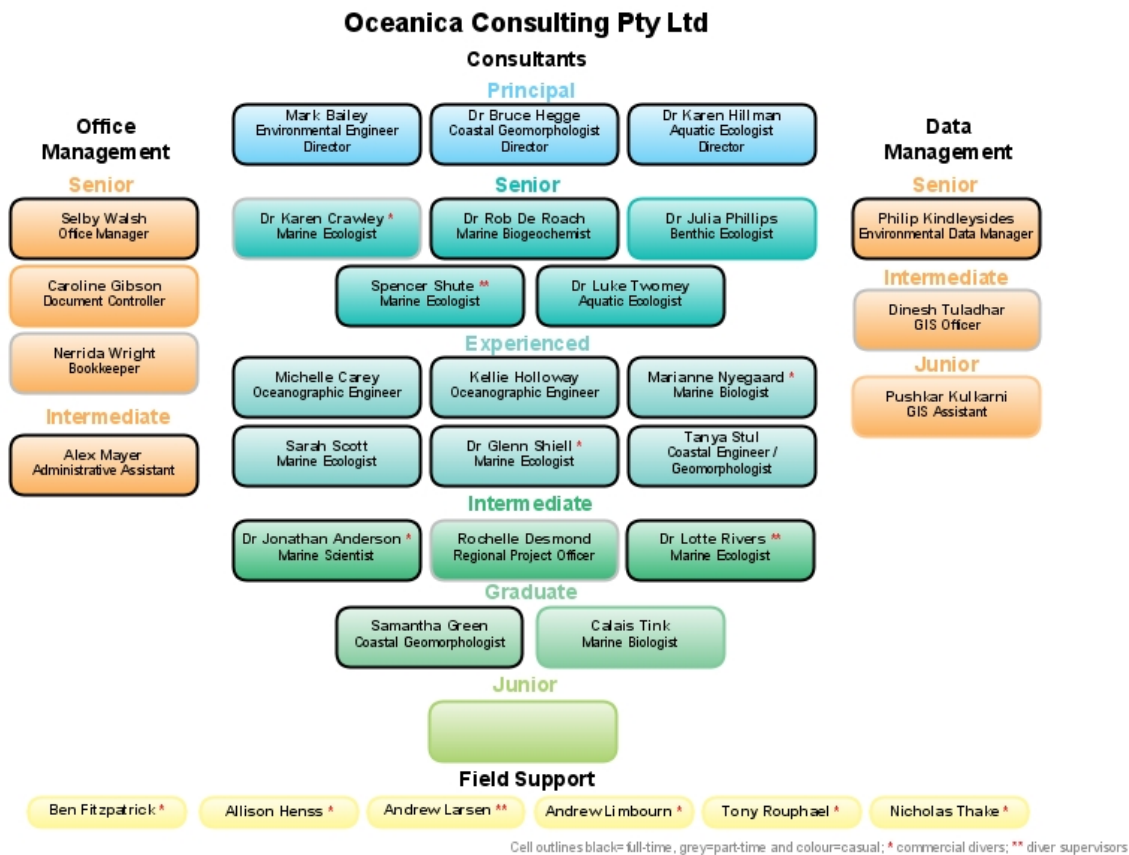 Oceanica Consulting Pty Ltd
Consultants
Principal
Mark Bailey
Environmental Engineer
Director
Dr Bruce Hegge
Coastal Geomorphologist
Director
Dr Karen Hillman
Aquatic Ecologist
Director
Office
Management
Senior
Selby Walsh
Office Manager
Caroline Gibson
Document Controller
Nerrida Wright
Bookkeeper
Intermediate
Alex Mayer
Administrative Assistant
Senior
Dr Karen Crawley *
Marine Ecologist
Dr Rob De Roach
Marine Biogeochemist
Dr Julia Phillips
Benthic Ecologist
Spencer Shute **
Marine Ecologist
Dr Luke Twomey
Aquatic Ecologist
Experienced
Michelle Carey
Oceanographic Engineer
Kellie Holloway
Oceanographic Engineer
Marianne Nyegaard *
Marine Biologist
Sarah Scott
Marine Ecologist
Dr Glenn Shiell *
Marine Ecologist
Tanya Stul
Coastal Engineer /
Geomorphologist
Intermediate
Dr Jonathan Anderson *
Marine Scientist
Rochelle Desmond
Regional Project Officer
Dr Lotte Rivers **
Marine Ecologist
Graduate
Samantha Green
Coastal Geomorphologist
Calais Tink
Marine Biologist
Junior
Data
Management
Senior
Philip Kindleysides
Environmental Data Manager
Intermediate
Dinesh Tuladhar
GIS Officer
Junior
Pushkar Kulkarni
GIS Assistant
Field Support
Ben Fitzpatrick *
Allison Henss *
Andrew Larsen **
Andrew Limbourn *
Tony Rouphael *
Nicholas Thake *
Cell outlines black= full-time, grey=part-time and colour=casual; * commercial divers; ** diver supervisors